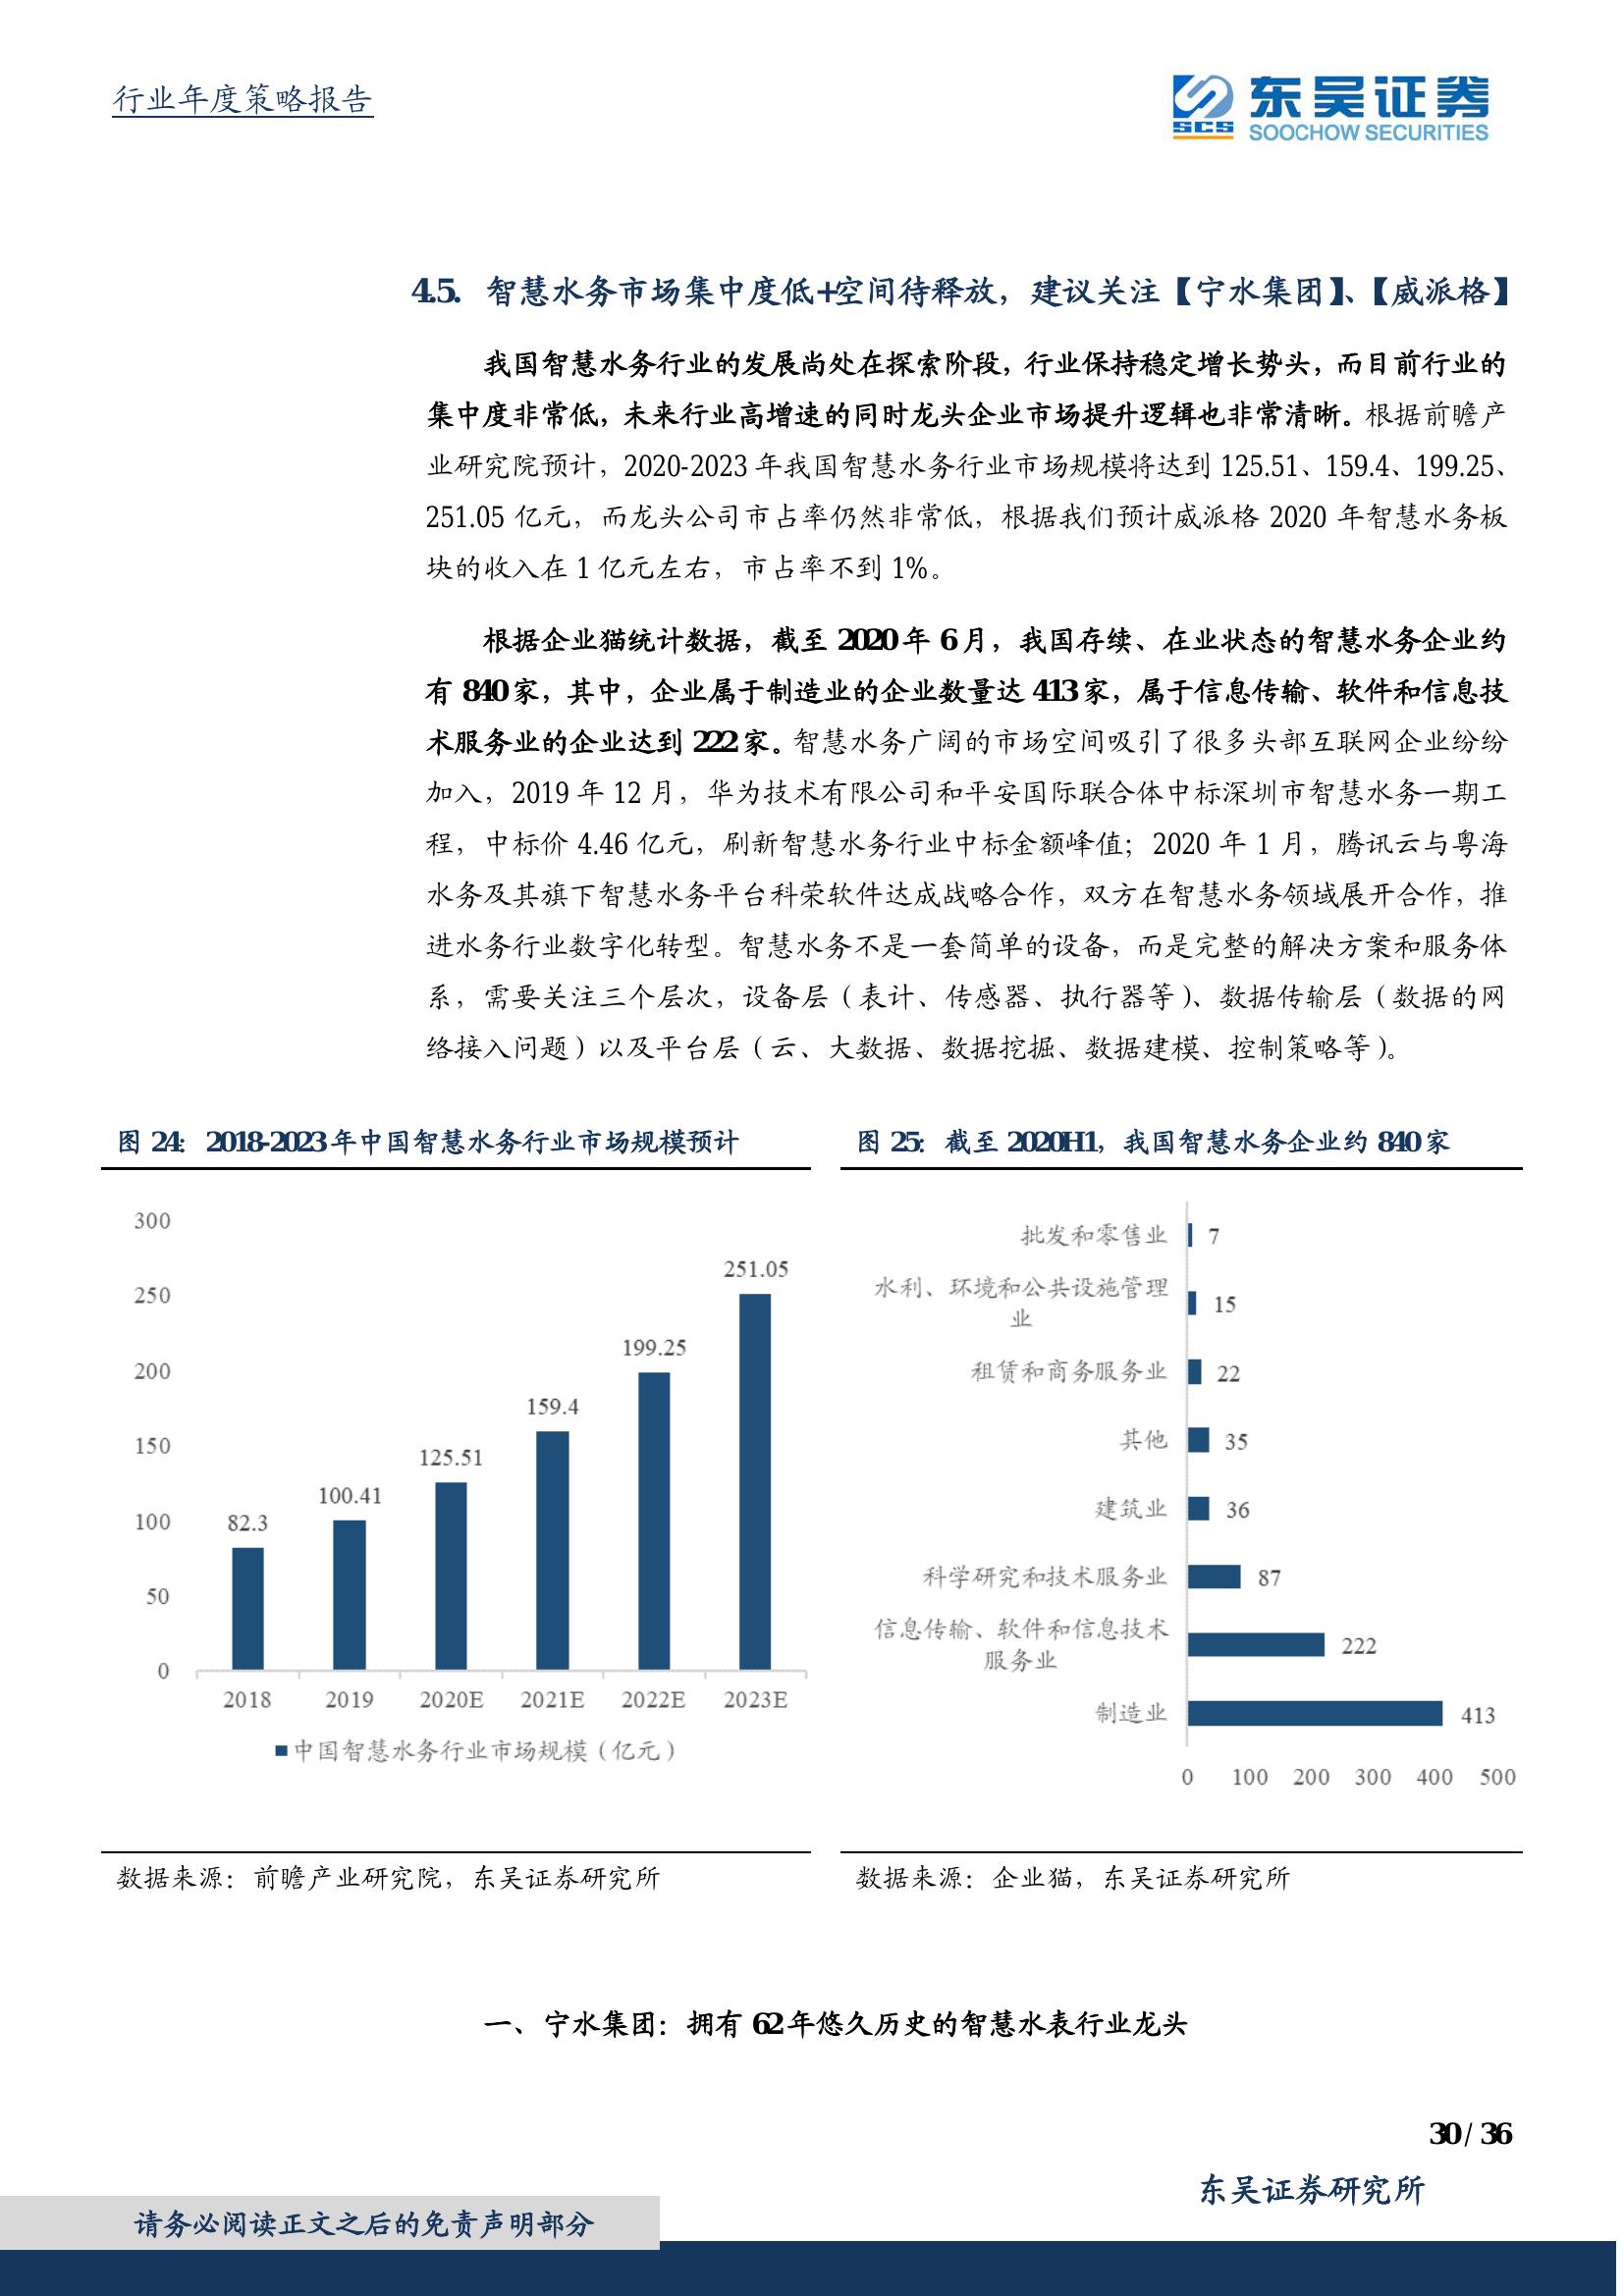 行业年度策略报告
SCS
东吴证券
SOOCHOW SECURITIES
4.5. 智慧水务市场集中度低+空间待释放，建议关注【宁水集团】、【威派格】
我国智慧水务行业的发展尚处在探索阶段，行业保持稳定增长势头，而目前行业的
集中度非常低，未来行业高增速的同时龙头企业市场提升逻辑也非常清晰。根据前瞻产
业研究院预计，2020-2023 年我国智慧水务行业市场规模将达到 125.51、159.4、199.25、
251.05 亿元，而龙头公司市占率仍然非常低，根据我们预计威派格 2020 年智慧水务板
块的收入在 1 亿元左右，市占率不到 1%。
根据企业猫统计数据，截至 2020 年 6 月，我国存续、在业状态的智慧水务企业约
有 840 家，其中，企业属于制造业的企业数量达 413 家，属于信息传输、软件和信息技
术服务业的企业达到 222 家。智慧水务广阔的市场空间吸引了很多头部互联网企业纷纷
加入，2019 年 12 月，华为技术有限公司和平安国际联合体中标深圳市智慧水务一期工
程，中标价 4.46 亿元，刷新智慧水务行业中标金额峰值；2020 年 1 月，腾讯云与粤海
水务及其旗下智慧水务平台科荣软件达成战略合作，双方在智慧水务领域展开合作，推
进水务行业数字化转型。智慧水务不是一套简单的设备，而是完整的解决方案和服务体
系，需要关注三个层次，设备层（表计、传感器、执行器等）、数据传输层（数据的网
络接入问题）以及平台层（云、大数据、数据挖掘、数据建模、控制策略等）。
图 24：2018-2023 年中国智慧水务行业市场规模预计
300
250
200
150
100
50
0
82.3
100.41
125.51
159.4
199.25
251.05
2018
2019
2020E
2021E
2022E
2023E
中国智慧水务行业市场规模（亿元）
数据来源：前瞻产业研究院，东吴证券研究所
图 25：截至 2020H1，我国智慧水务企业约 840 家
批发和零售业 7
水利、环境和公共设施管理
业 15
租赁和商务服务业 22
其他 35
建筑业 36
科学研究和技术服务业 87
信息传输、软件和信息技术
服务业 222
制造业 413
0 100 200 300 400 500
数据来源：企业猫，东吴证券研究所
一、宁水集团：拥有 62 年悠久历史的智慧水表行业龙头
30 / 36
东吴证券研究所
请务必阅读正文之后的免责声明部分